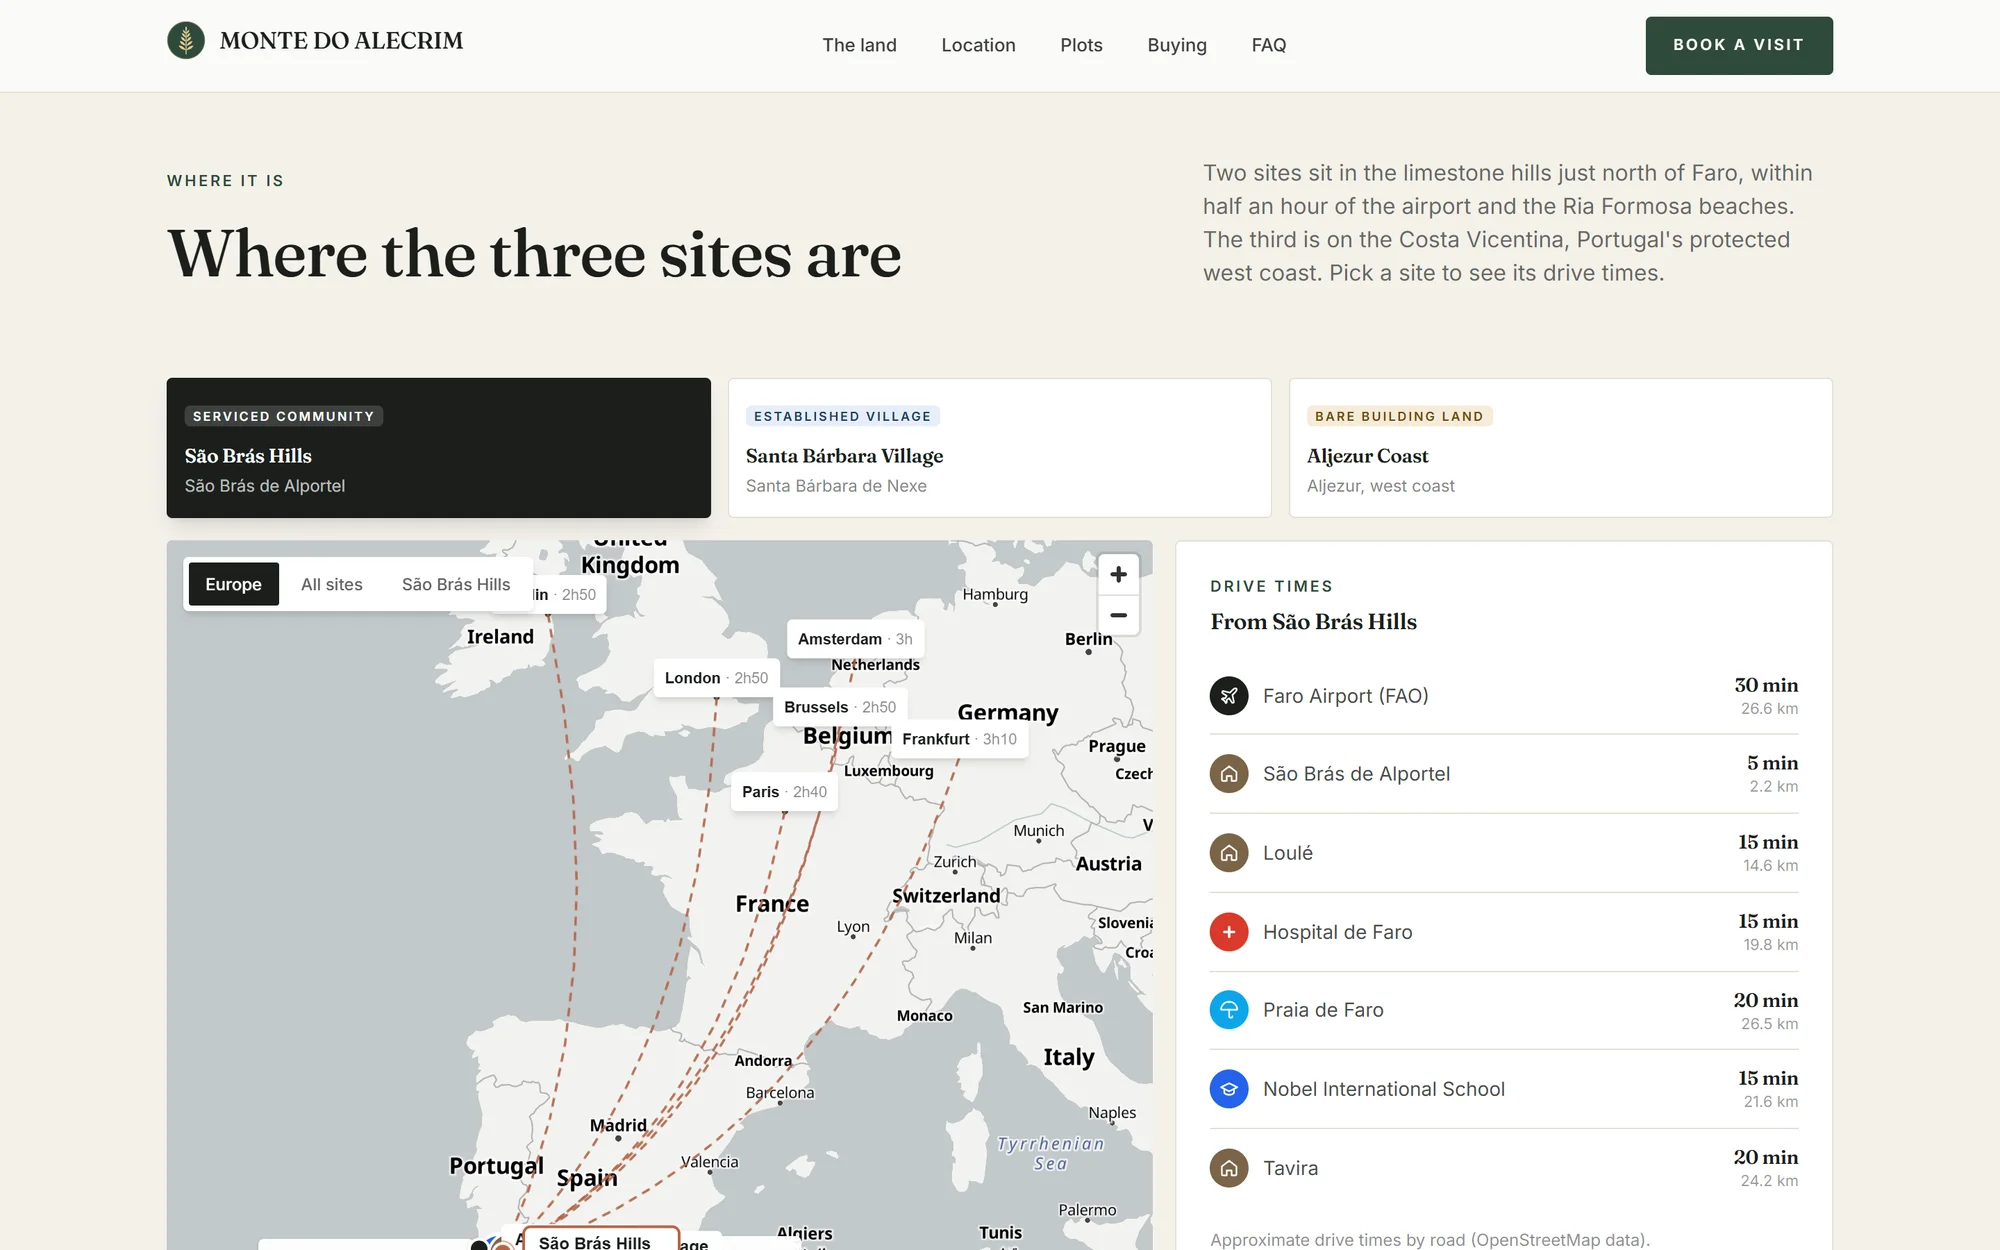 MONTE DO ALECRIM
The land
Location
Plots
Buying
FAQ
BOOK A VISIT
WHERE IT IS
Where the three sites are
Two sites sit in the limestone hills just north of Faro, within
half an hour of the airport and the Ria Formosa beaches.
The third is on the Costa Vicentina, Portugal's protected
west coast. Pick a site to see its drive times.
SERVICED COMMUNITY
São Brás Hills
São Brás de Alportel
ESTABLISHED VILLAGE
Santa Bárbara Village
Santa Bárbara de Nexe
BARE BUILDING LAND
Aljezur Coast
Aljezur, west coast
Europe
All sites
São Brás Hills
United
Kingdom
lin · 2h50
Ireland
Hamburg
Amsterdam · 3h
Berlin
Netherlands
London · 2h50
Brussels · 2h50
Germany
Belgium
Frankfurt · 3h10
Prague
Luxembourg
Czech
Paris · 2h40
Munich
V
Zurich
Austria
Switzerland
France
Lyon
Slovenia
Milan
Croa
San Marino
Monaco
Andorra
Italy
Barcelona
Naples
Madrid
Tyrrhenian
Sea
Valencia
Portugal
Spain
Palermo
Algiers
Tunis
A
São Brás Hills
age
DRIVE TIMES
From São Brás Hills
Faro Airport (FAO)
30 min
26.6 km
São Brás de Alportel
5 min
2.2 km
Loulé
15 min
14.6 km
Hospital de Faro
15 min
19.8 km
Praia de Faro
20 min
26.5 km
Nobel International School
15 min
21.6 km
Tavira
20 min
24.2 km
Approximate drive times by road (OpenStreetMap data).